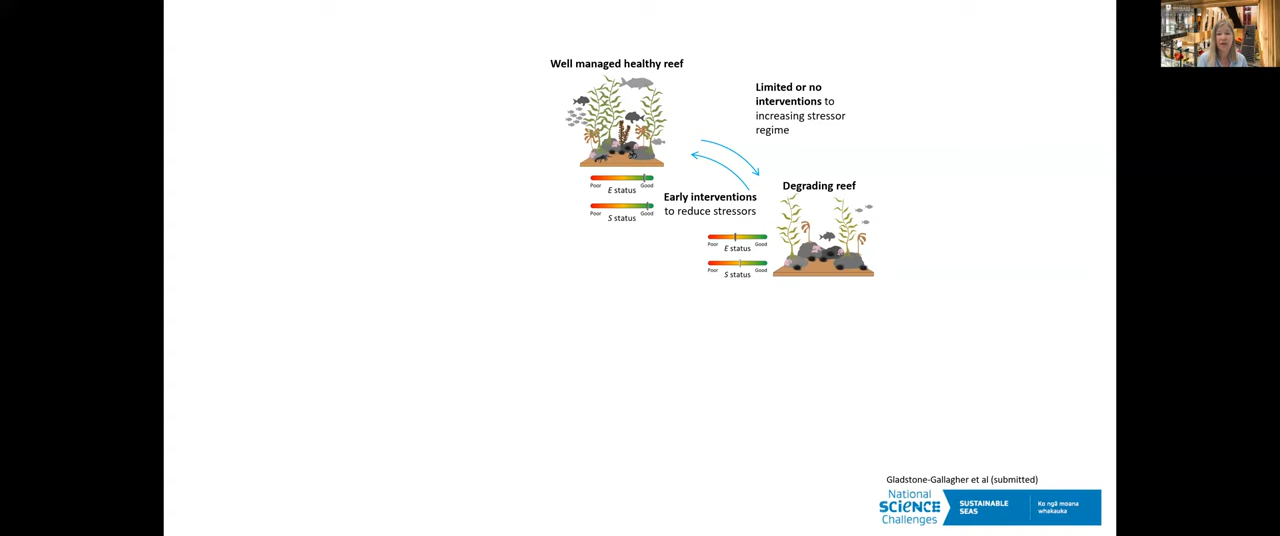 Well managed healthy reef
Limited or no
interventions to
increasing stressor
regime
Poor
Good
E status
Poor
Good
S status
Early interventions
to reduce stressors
Degrading reef
Poor
Good
E status
Poor
Good
S status
Gladstone-Gallagher et al (submitted)
National
SCIENCE
Challenges
SUSTAINABLE
SEAS
Ko ngā moana
whakauka